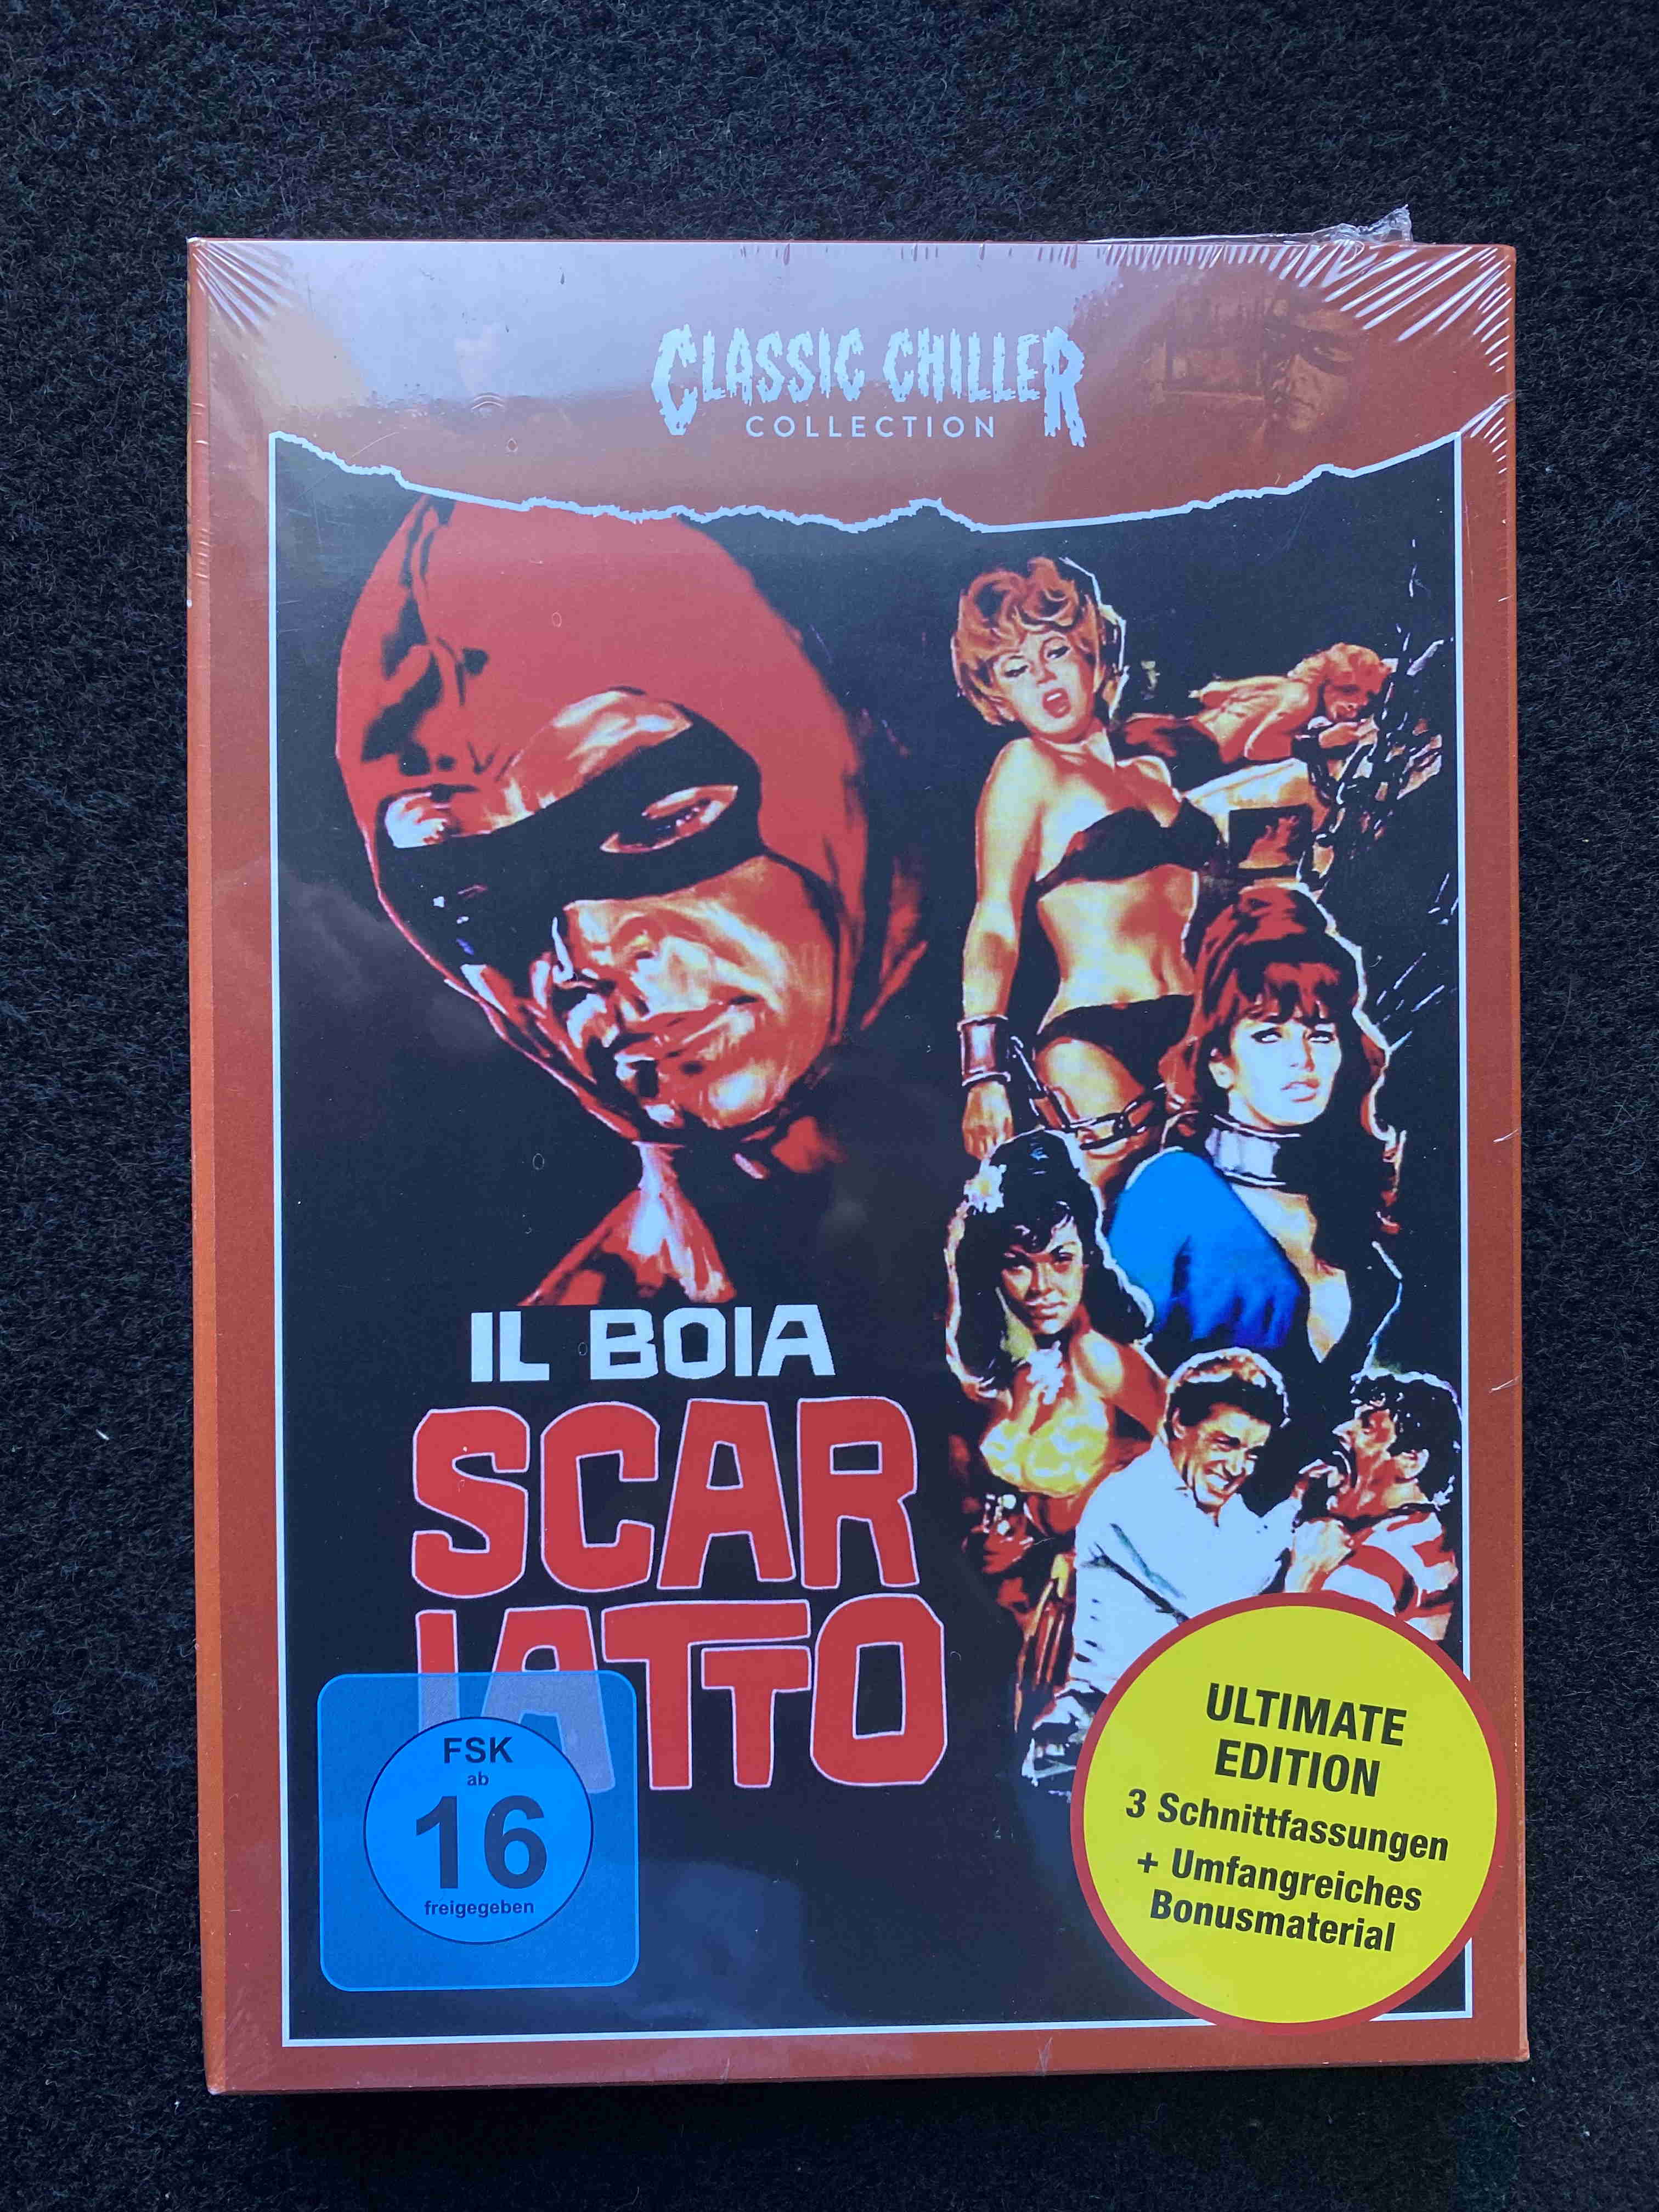 CLASSIC CHILLER
COLLECTION
IL BOIA
SCAR
LATTO
FSK
ab
16
freigegeben
ULTIMATE
EDITION
3 Schnittfassungen
+ Umfangreiches
Bonusmaterial